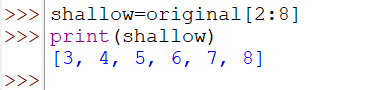 >>> shallow=original[2:8]
>>> print(shallow)
[3, 4, 5, 6, 7, 8]
>>>